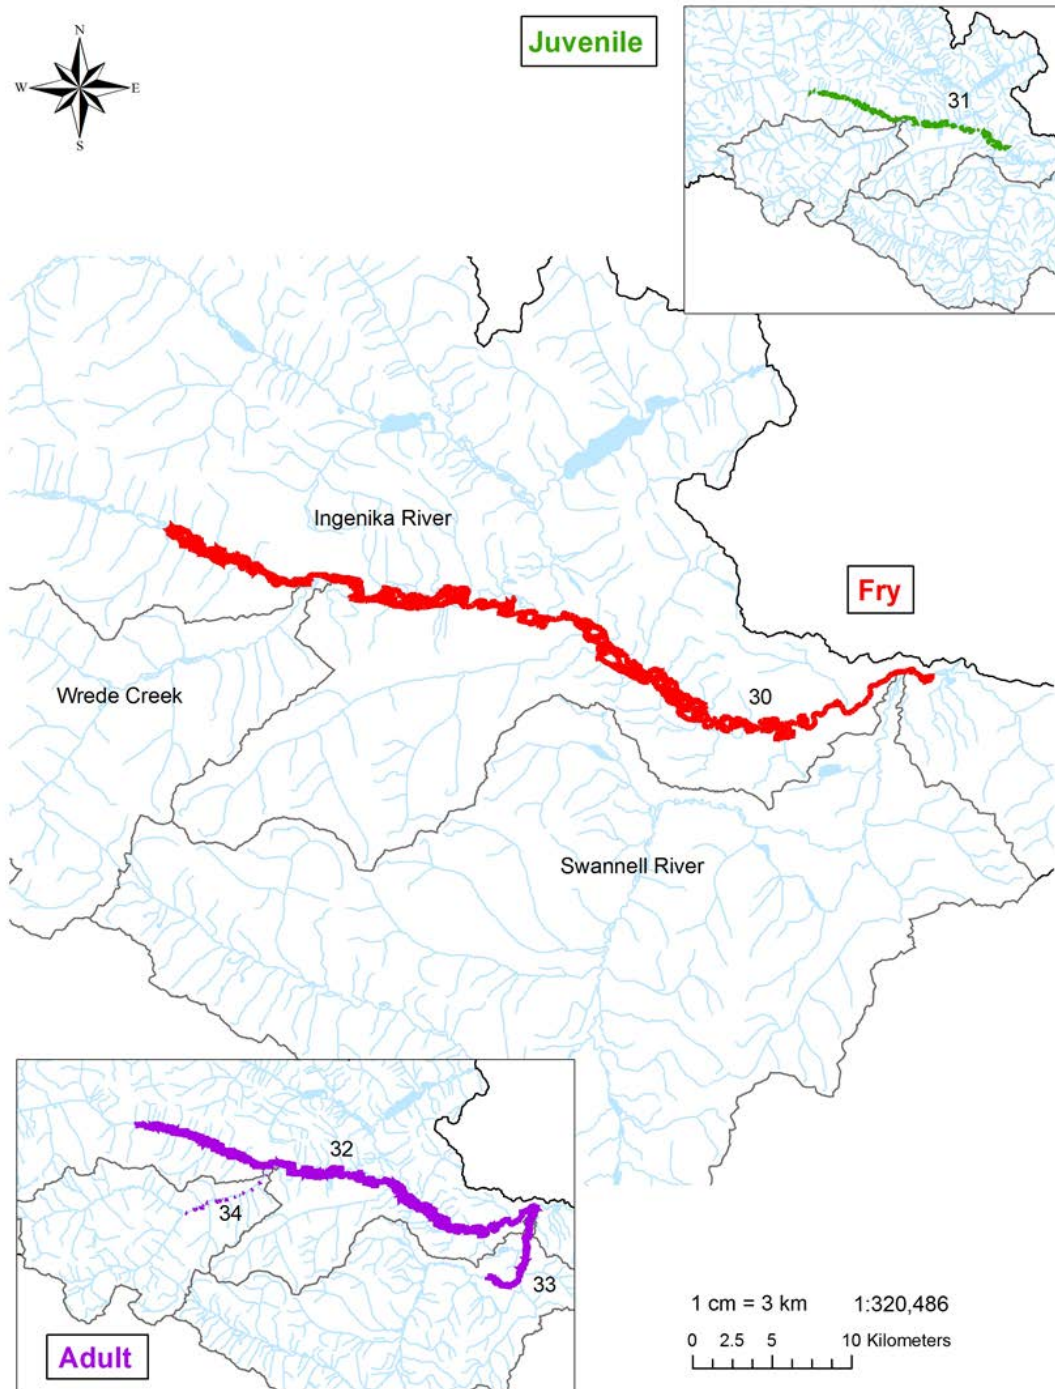 N
W E
S
Juvenile
31
Ingenika River
Fry
Wrede Creek
30
Swannell River
32
34
33
Adult
1 cm = 3 km 1:320,486
0 2.5 5 10 Kilometers